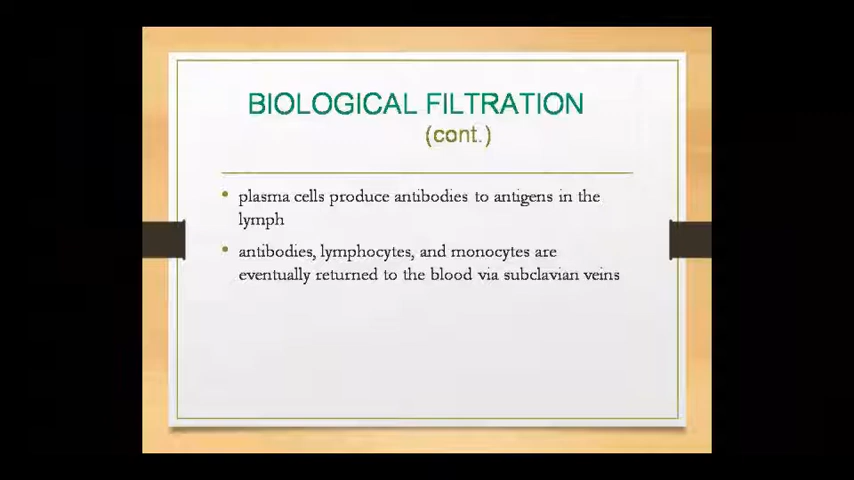 BIOLOGICAL FILTRATION
(cont.)
• plasma cells produce antibodies to antigens in the
lymph
• antibodies, lymphocytes, and monocytes are
eventually returned to the blood via subclavian veins